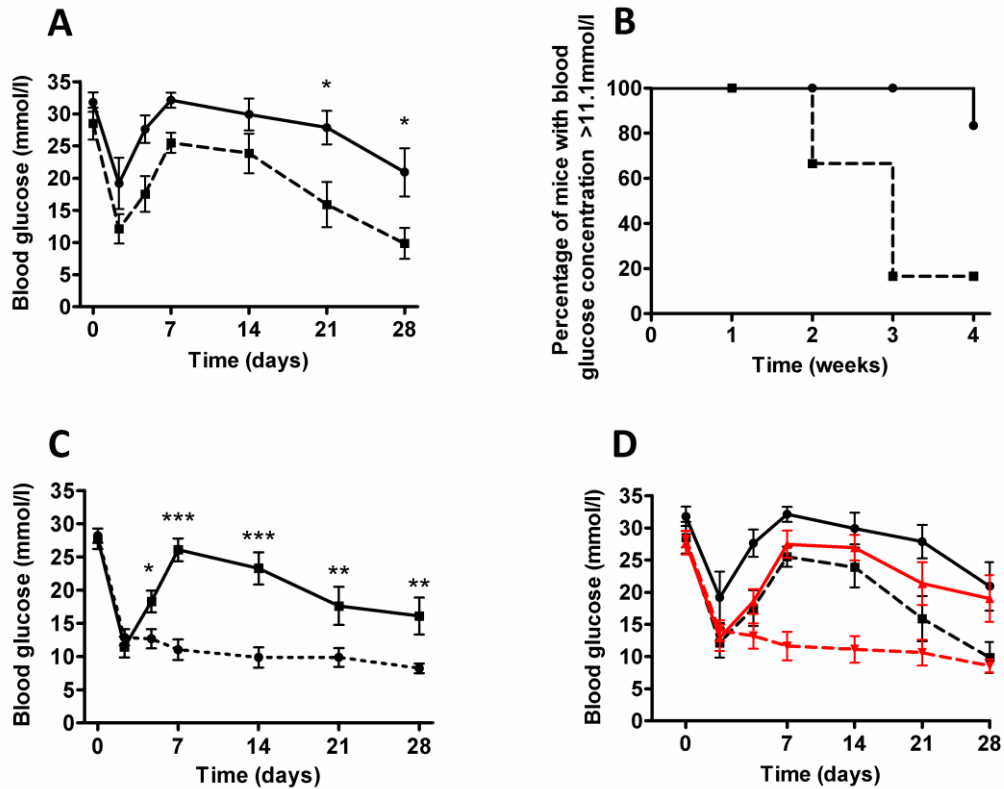 A
Blood glucose (mmol/l)
35
30
25
20
15
10
5
0
*
*
0 7 14 21 28
Time (days)
B
Percentage of mice with blood
glucose concentration >11.1mmol/l
100
80
60
40
20
0
0 1 2 3 4
Time (weeks)
C
Blood glucose (mmol/l)
35
30
25
20
15
10
5
0
*
***
***
**
**
0 7 14 21 28
Time (days)
D
Blood glucose (mmol/l)
35
30
25
20
15
10
5
0
0 7 14 21 28
Time (days)